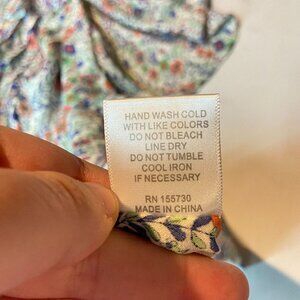 HAND WASH COLD
WITH LIKE COLORS
DO NOT BLEACH
LINE DRY
DO NOT TUMBLE
COOL IRON
IF NECESSARY
RN 155730
MADE IN CHINA